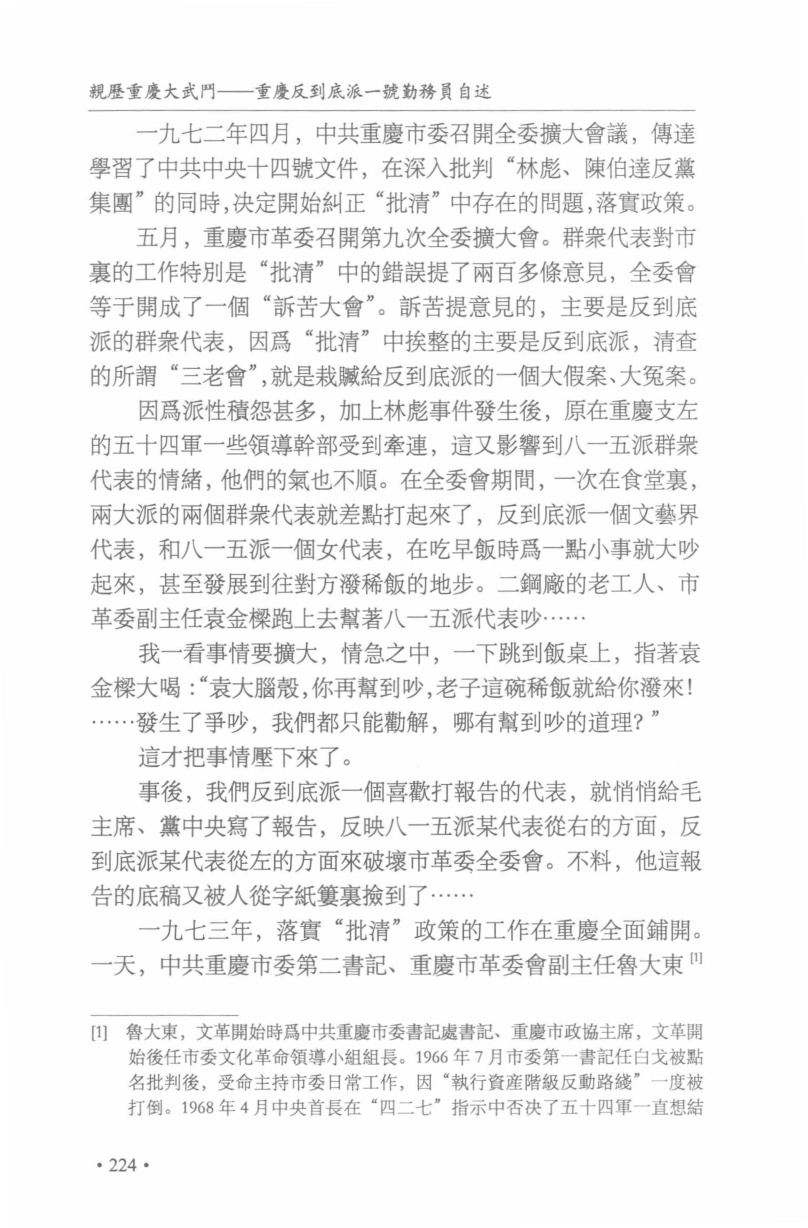 親歷重慶大武鬥——重慶反到底派一號勤務員自述
一九七二年四月，中共重慶市委召開全委擴大會議，傳達
學習了中共中央十四號文件，在深入批判“林彪、陳伯達反黨
集團”的同時，决定開始糾正“批清”中存在的問題，落實政策。
五月，重慶市革委召開第九次全委擴大會。群衆代表對市
裏的工作特別是“批清”中的錯誤提了兩百多條意見，全委會
等于開成了一個“訴苦大會”。訴苦提意見的，主要是反到底
派的群衆代表，因爲“批清”中挨整的主要是反到底派，清查
的所謂“三老會”，就是栽贓給反到底派的一個大假案、大冤案。
因爲派性積怨甚多，加上林彪事件發生後，原在重慶支左
的五十四軍一些領導幹部受到牽連，這又影響到八一五派群衆
代表的情緒，他們的氣也不順。在全委會期間，一次在食堂裏，
兩大派的兩個群衆代表就差點打起來了，反到底派一個文藝界
代表，和八一五派一個女代表，在吃早飯時爲一點小事就大吵
起來，甚至發展到往對方潑稀飯的地步。二鋼廠的老工人、市
革委副主任袁金樑跑上去幫著八一五派代表吵……
我一看事情要擴大，情急之中，一下跳到飯桌上，指著袁
金樑大喝：“袁大腦殼，你再幫到吵，老子這碗稀飯就給你潑來！
……發生了爭吵，我們都只能勸解，哪有幫到吵的道理？”
這才把事情壓下來了。
事後，我們反到底派一個喜歡打報告的代表，就悄悄給毛
主席、黨中央寫了報告，反映八一五派某代表從右的方面，反
到底派某代表從左的方面來破壞市革委全委會。不料，他這報
告的底稿又被人從字紙簍裏撿到了……
一九七三年，落實“批清”政策的工作在重慶全面鋪開。
一天，中共重慶市委第二書記、重慶市革委會副主任魯大東[1]
[1] 魯大東，文革開始時爲中共重慶市委書記處書記、重慶市政協主席，文革開
始後任市委文化革命領導小組組長。1966 年 7 月市委第一書記任白戈被點
名批判後，受命主持市委日常工作，因“執行資産階級反動路綫”一度被
打倒。1968 年 4 月中央首長在“四二七”指示中否决了五十四軍一直想結
• 224 •